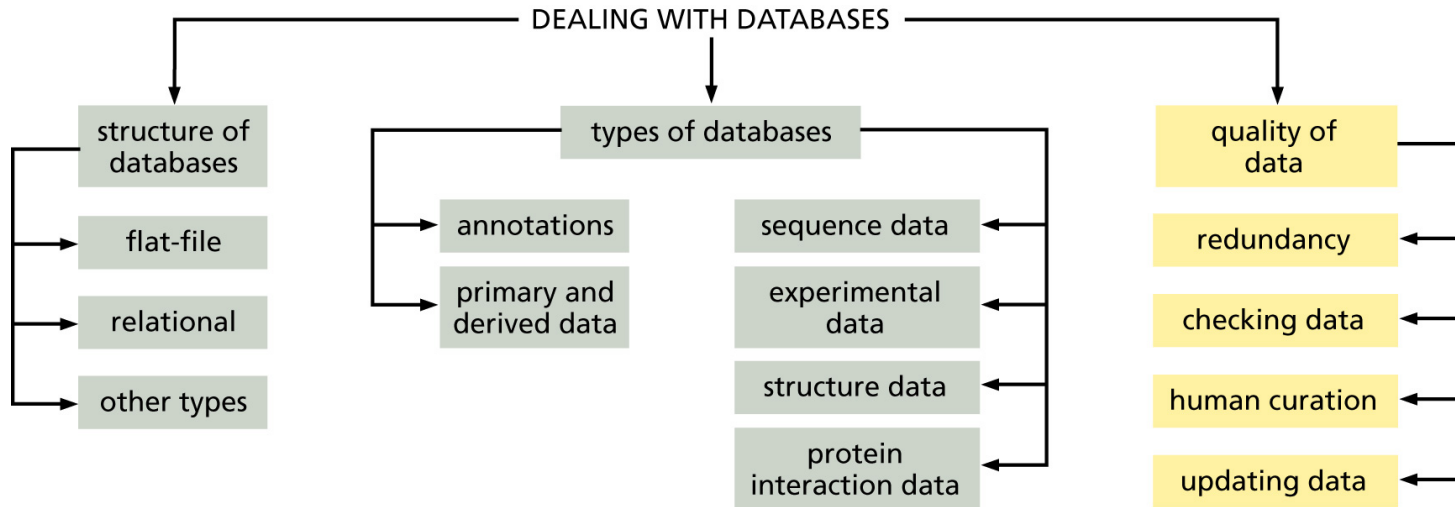 DEALING WITH DATABASES
structure of
databases
flat-file
relational
other types
types of databases
annotations
primary and
derived data
sequence data
experimental
data
structure data
protein
interaction data
quality of
data
redundancy
checking data
human curation
updating data